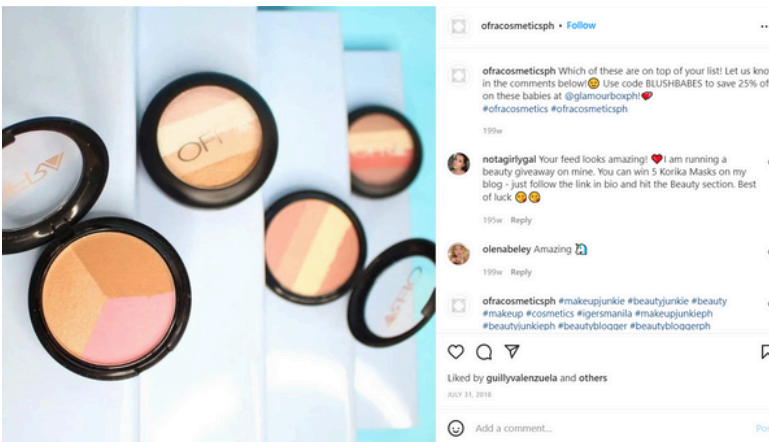 OFRA
ofracosmeticsph • Follow
ofracosmeticsph Which of these are on top of your list! Let us kno
in the comments below!😉 Use code BLUSHBABES to save 25% of
on these babies at @glamourboxph!💕
#ofracosmetics #ofracosmeticsph
199w
notagirlygal Your feed looks amazing! ❤️I am running a
beauty giveaway on mine. You can win 5 Korika Masks on my
blog - just follow the link in bio and hit the Beauty section. Best
of luck 😋😋
195w Reply
olenabeley Amazing
199w Reply
ofracosmeticsph #makeupjunkie #beautyjunkie #beauty
#makeup #cosmetics #igersmanila #makeupjunkieph
#beautyjunkieph #beautyblogger #beautybloggerph
Liked by guillyvalenzuela and others
JULY 31, 2018
Add a comment...
Po